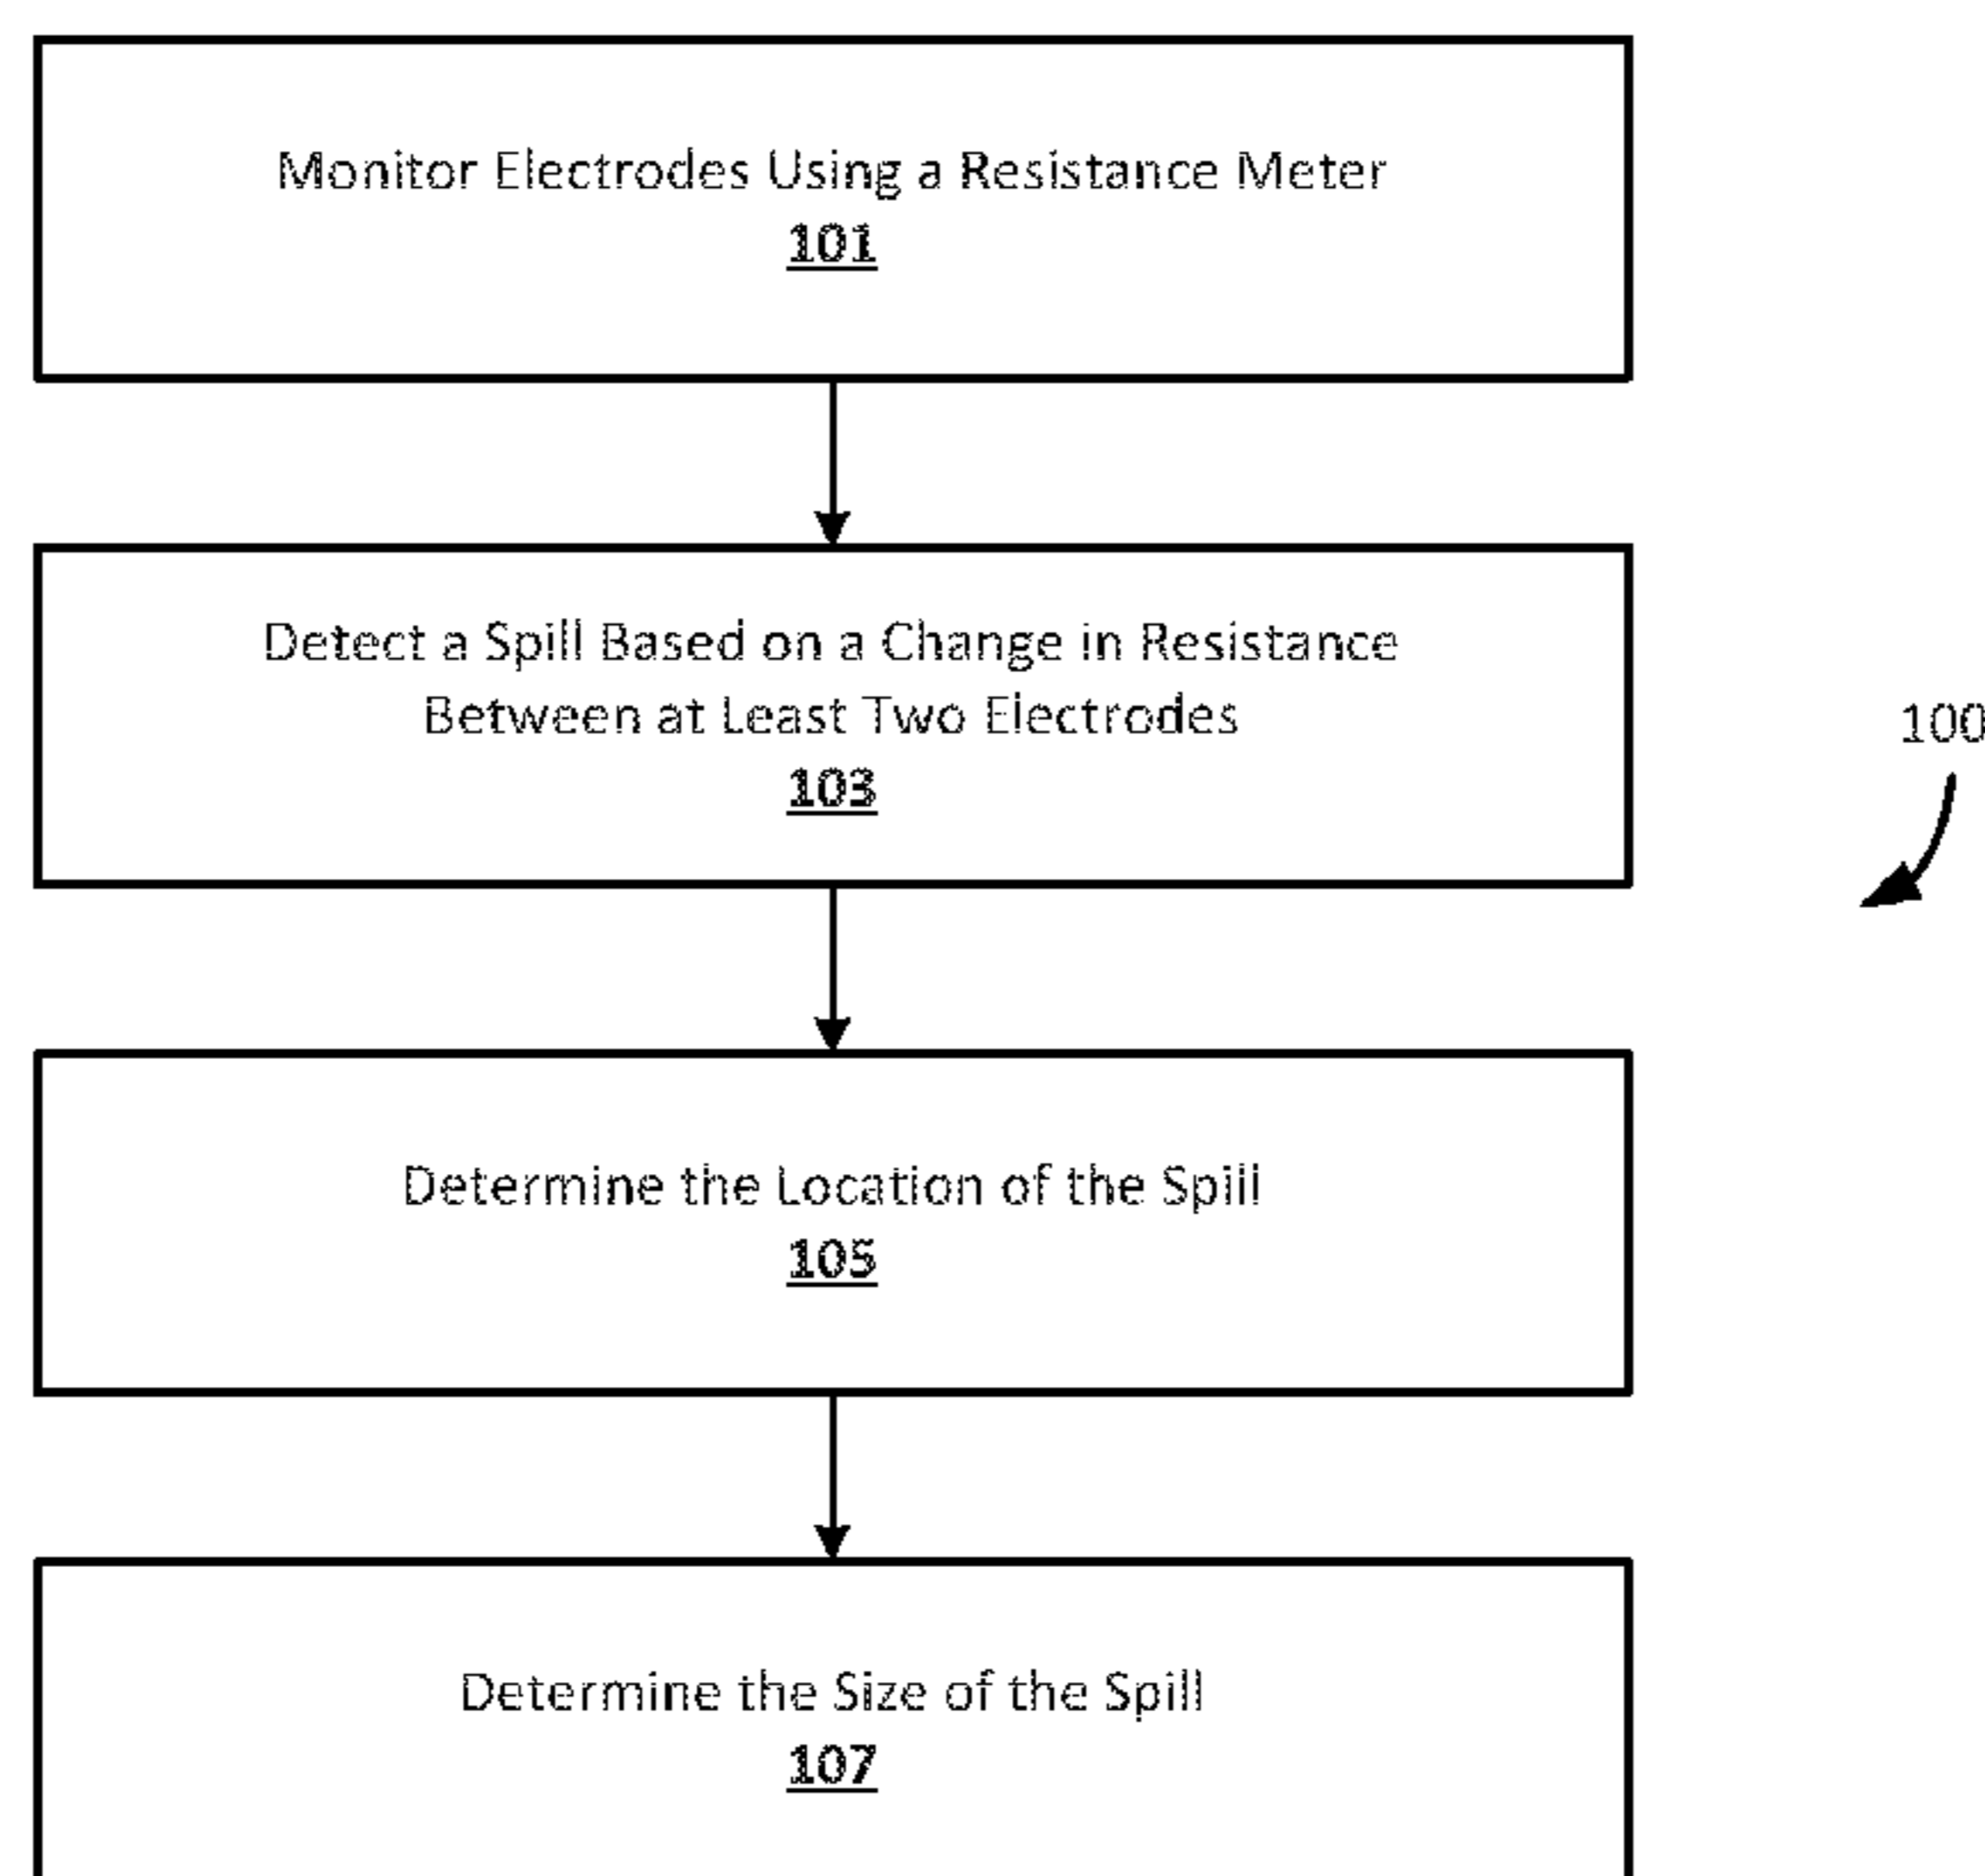 Monitor Electrodes Using a Resistance Meter
101
Detect a Spill Based on a Change in Resistance
Between at Least Two Electrodes
103
100
Determine the Location of the Spill
105
Determine the Size of the Spill
107